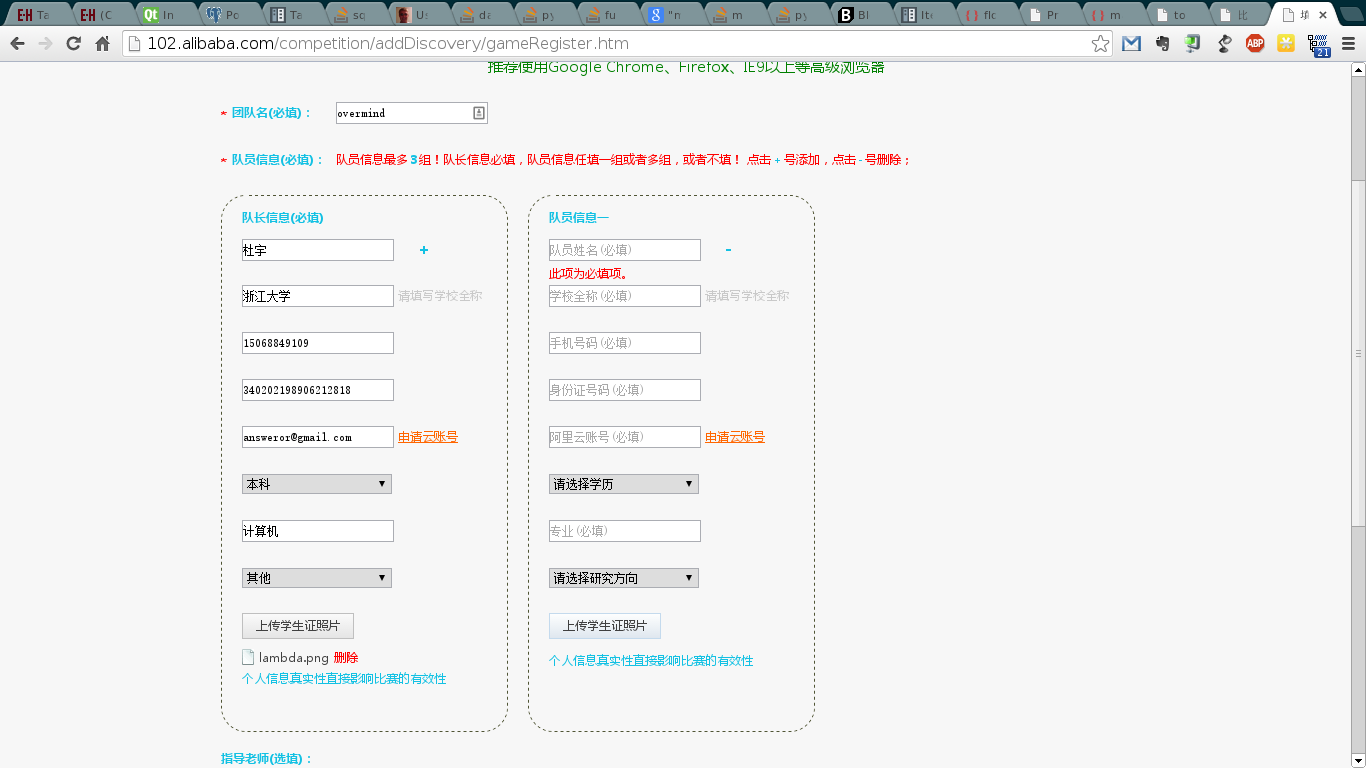 Ta
(C
In
Po
Ta
sq
Us
da
py
fu
"n
m
py
Bl
Ite
flo
Pr
m
to
比
填
102.alibaba.com/competition/addDiscovery/gameRegister.htm
ABP
21
推荐使用Google Chrome、Firefox、IE9以上等高级浏览器
* 团队名(必填)： overmind
* 队员信息(必填)： 队员信息最多 3 组！队长信息必填，队员信息任填一组或者多组，或者不填！ 点击 + 号添加，点击 - 号删除；
队长信息(必填)
杜宇 +
浙江大学 请填写学校全称
15068849109
340202198906212818
answeror@gmail.com 申请云账号
本科
计算机
其他
上传学生证照片
lambda.png 删除
个人信息真实性直接影响比赛的有效性
队员信息一
队员姓名(必填) -
此项为必填项。
学校全称(必填) 请填写学校全称
手机号码(必填)
身份证号码(必填)
阿里云账号(必填) 申请云账号
请选择学历
专业(必填)
请选择研究方向
上传学生证照片
个人信息真实性直接影响比赛的有效性
指导老师(选填)：